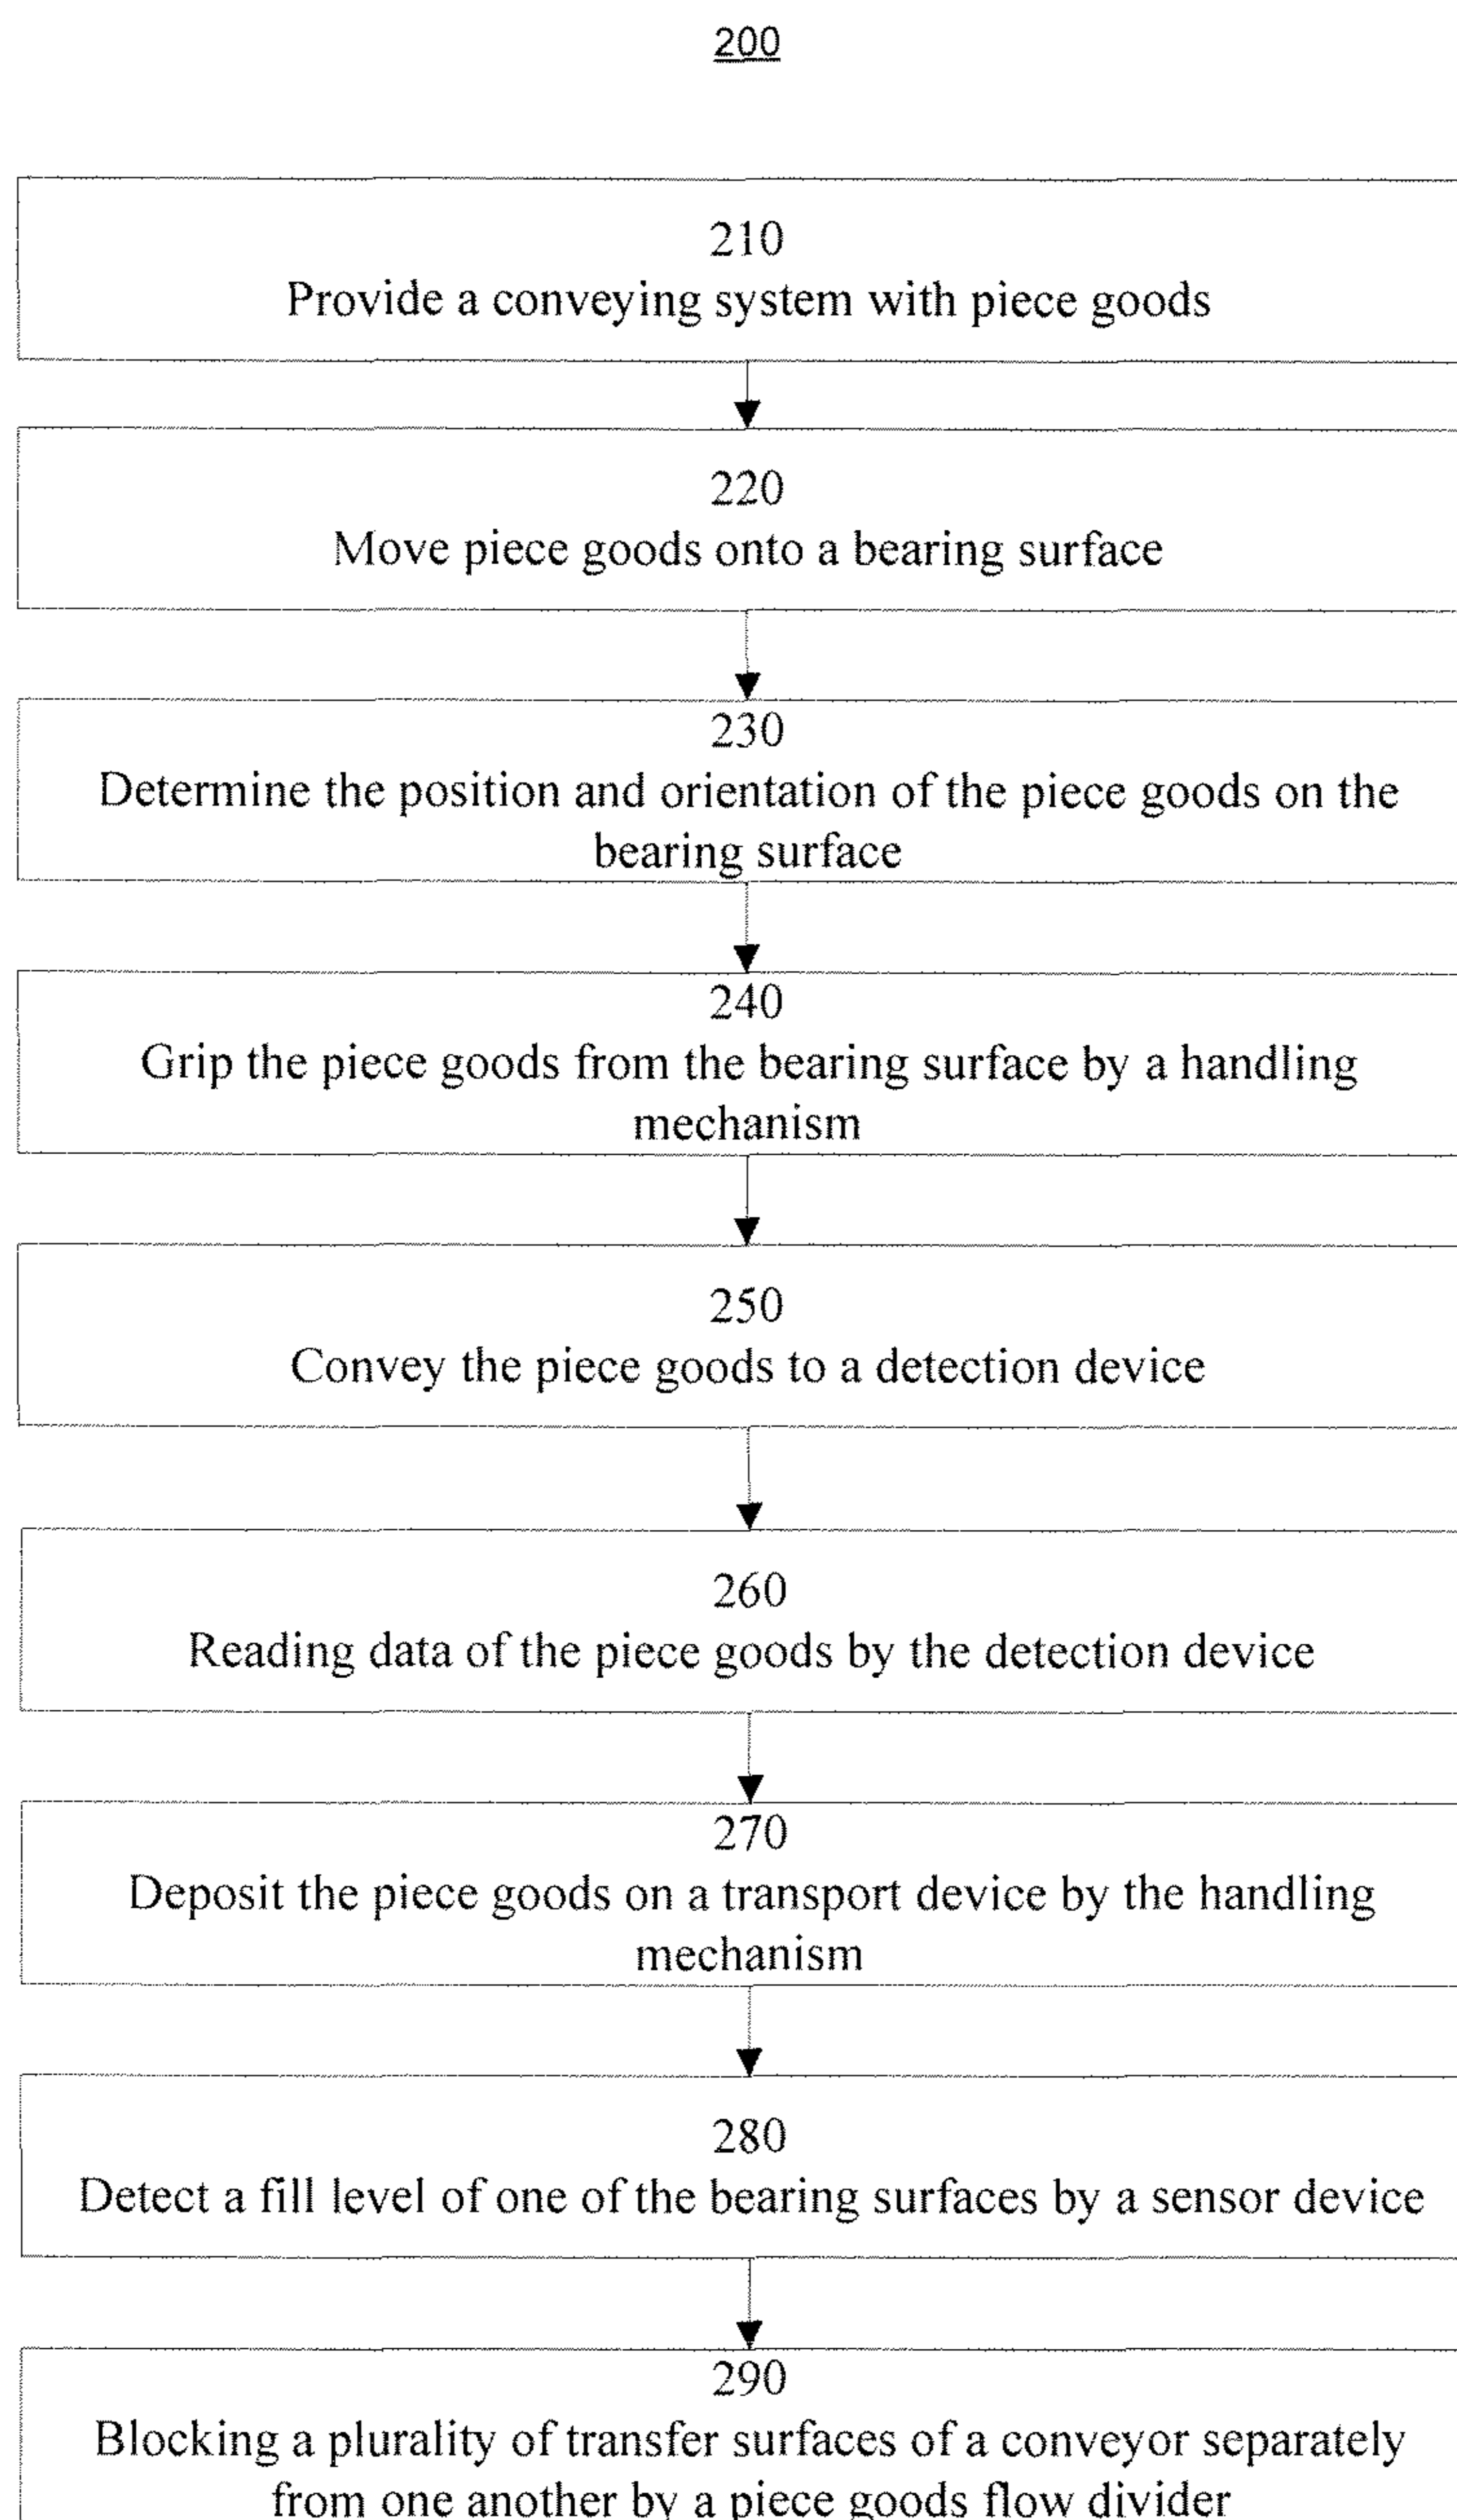 200
210
Provide a conveying system with piece goods
220
Move piece goods onto a bearing surface
230
Determine the position and orientation of the piece goods on the
bearing surface
240
Grip the piece goods from the bearing surface by a handling
mechanism
250
Convey the piece goods to a detection device
260
Reading data of the piece goods by the detection device
270
Deposit the piece goods on a transport device by the handling
mechanism
280
Detect a fill level of one of the bearing surfaces by a sensor device
290
Blocking a plurality of transfer surfaces of a conveyor separately
from one another by a piece goods flow divider